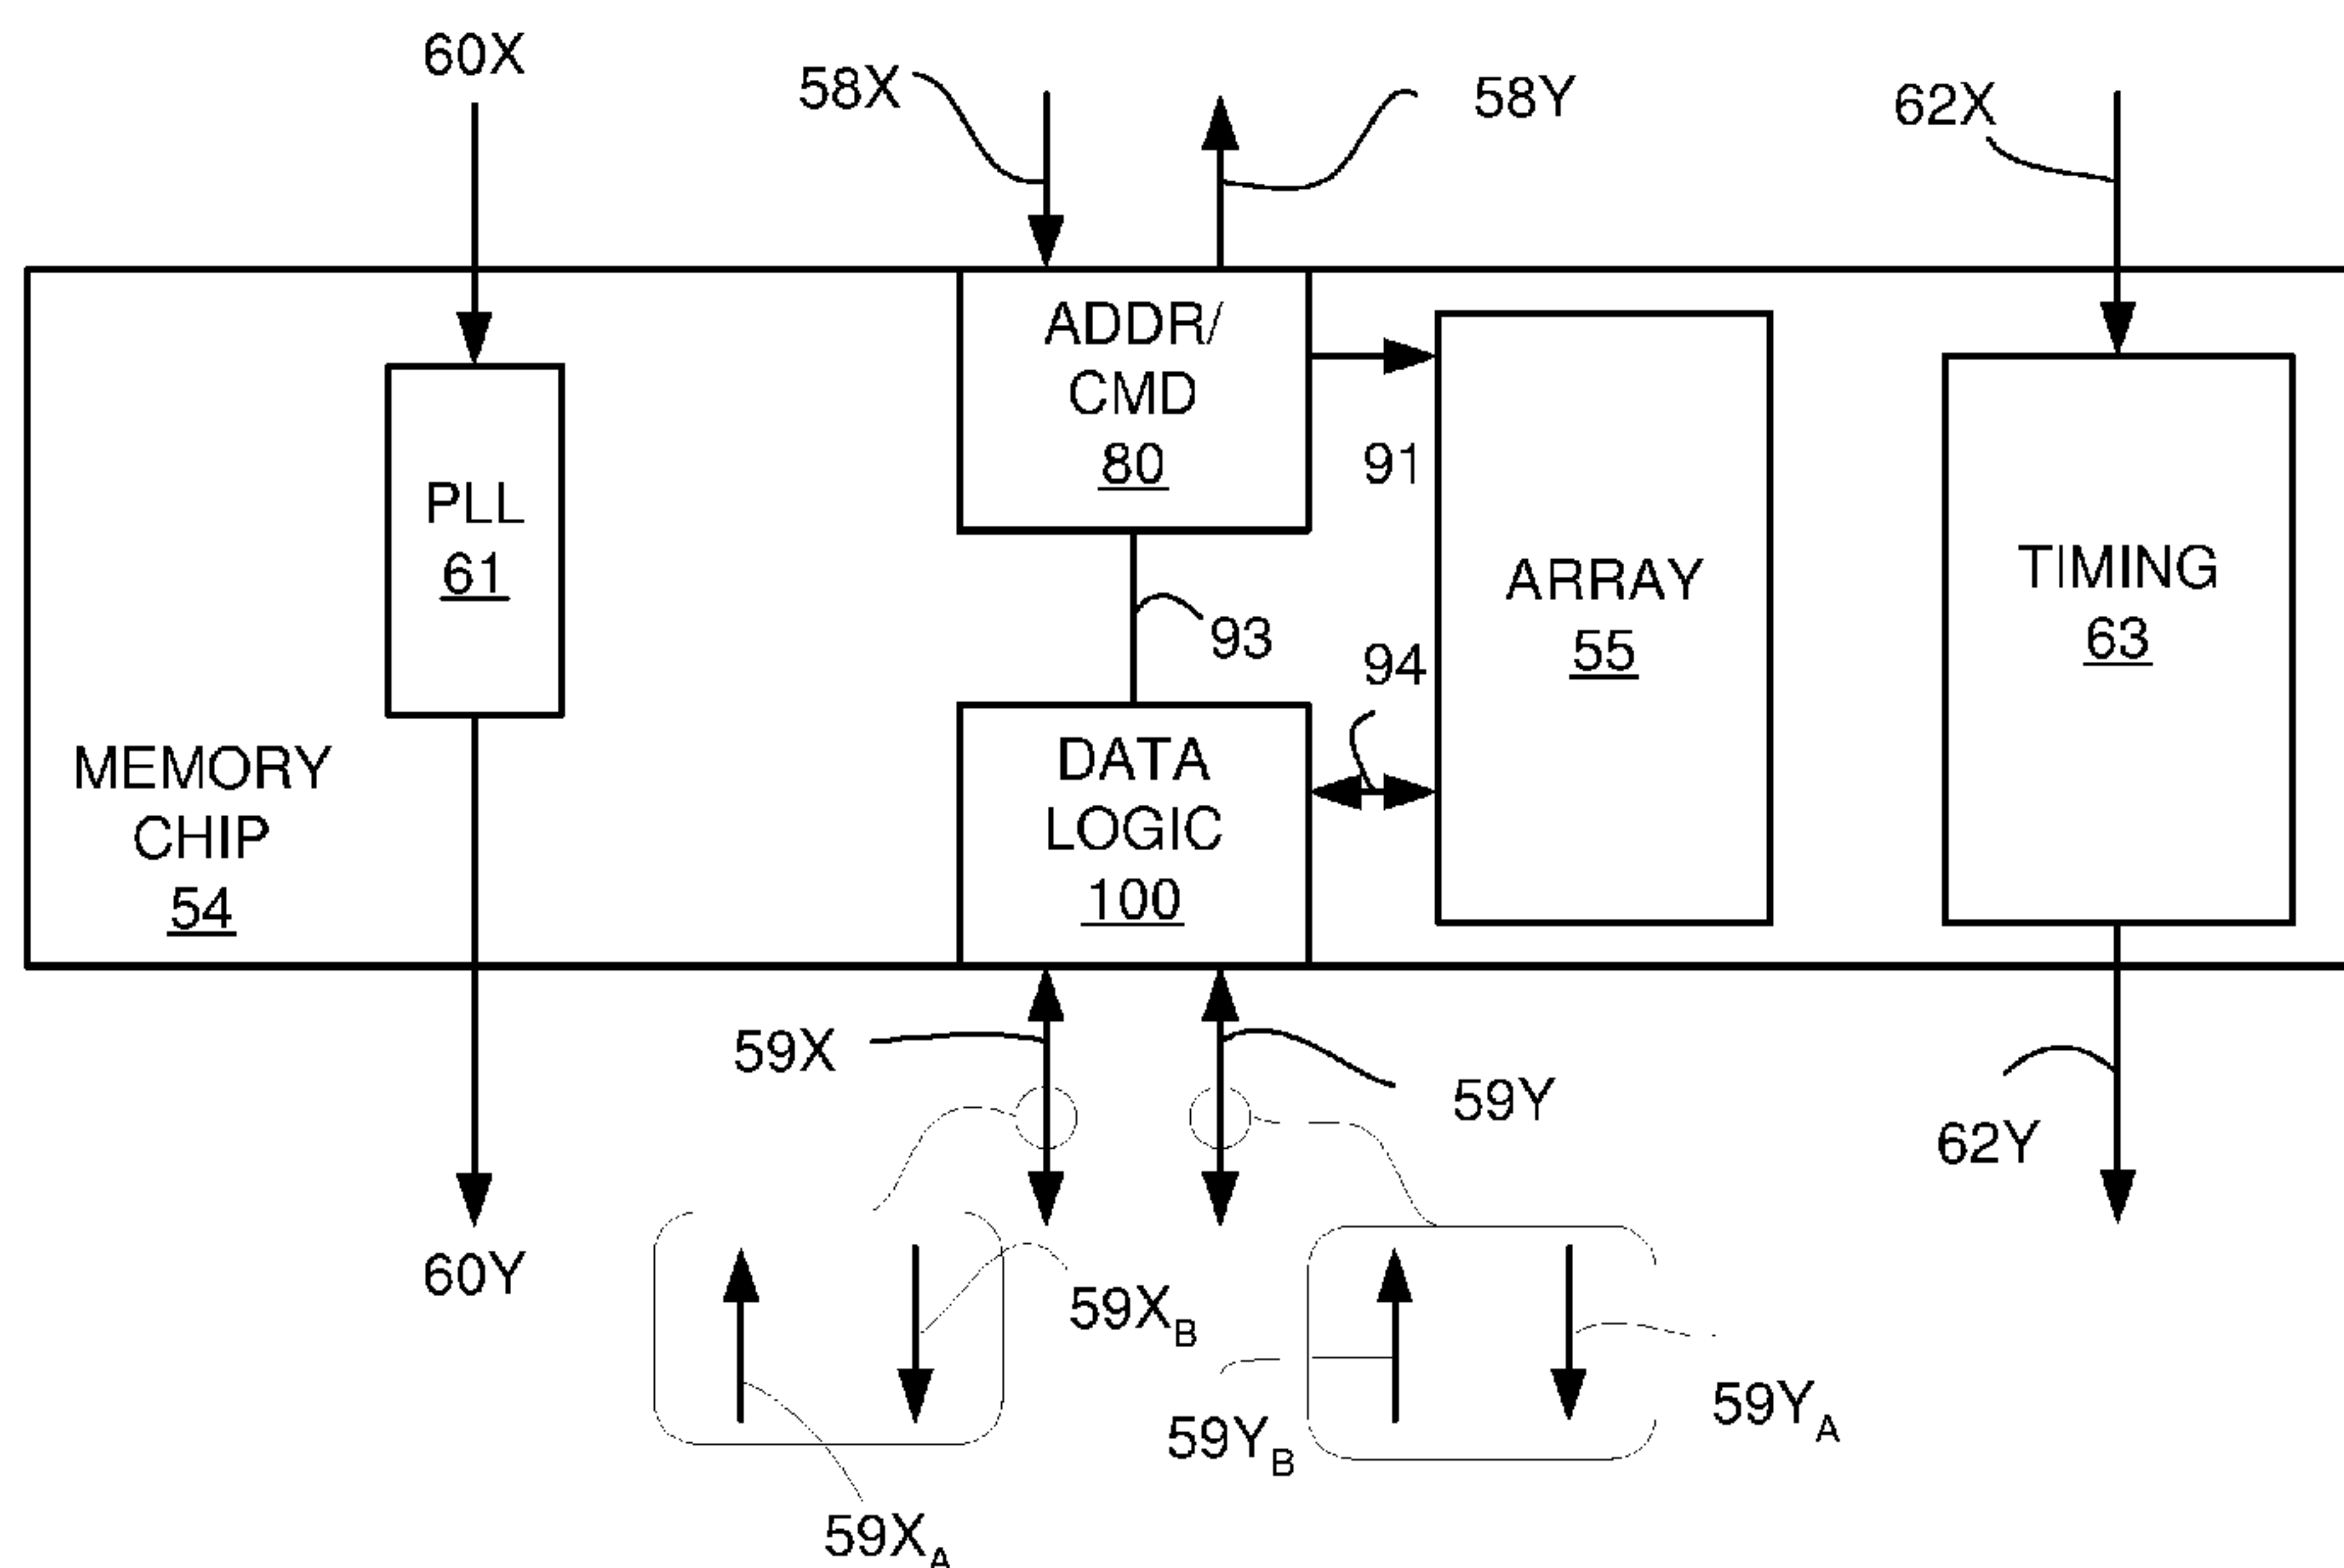 60X
58X
58Y
62X
ADDR/
CMD
80
91
PLL
61
ARRAY
55
TIMING
63
93
94
MEMORY
CHIP
54
DATA
LOGIC
100
59X
59Y
62Y
60Y
59XB
59YB
59YA
59XA